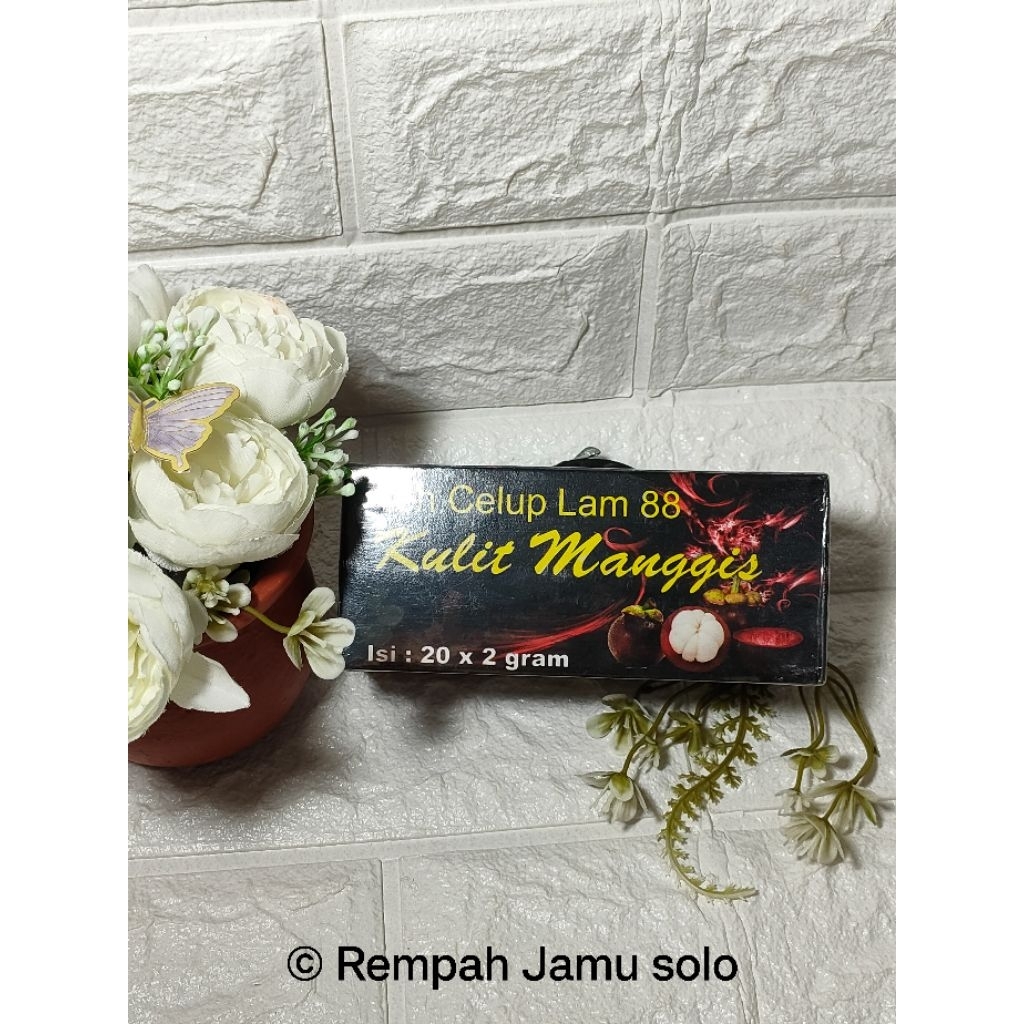 Celup Lam 88
Kulit Manggis
Isi : 20 x 2 gram
© Rempah Jamu solo